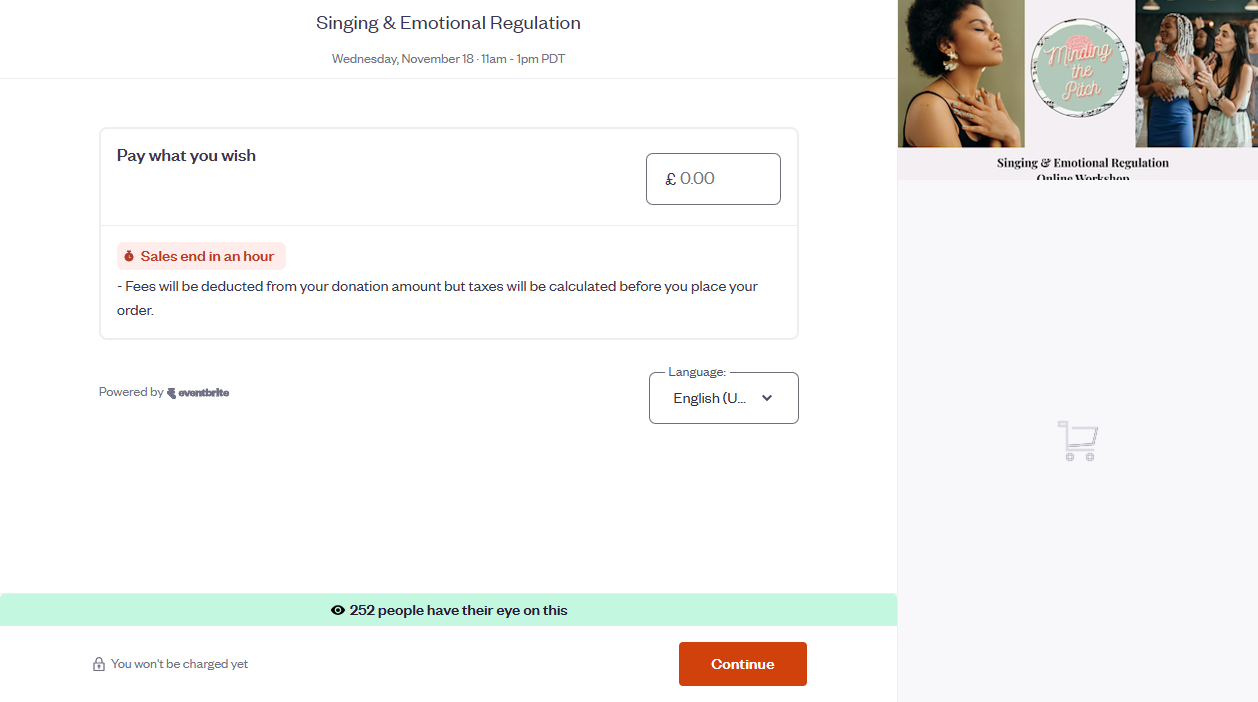 Singing & Emotional Regulation
Wednesday, November 18 · 11am - 1pm PDT
Pay what you wish
£ 0.00
Sales end in an hour
- Fees will be deducted from your donation amount but taxes will be calculated before you place your
order.
Powered by eventbrite
Language:
English (U...
252 people have their eye on this
You won't be charged yet
Continue
Minding
the
Pitch
Singing & Emotional Regulation
Online Workshop